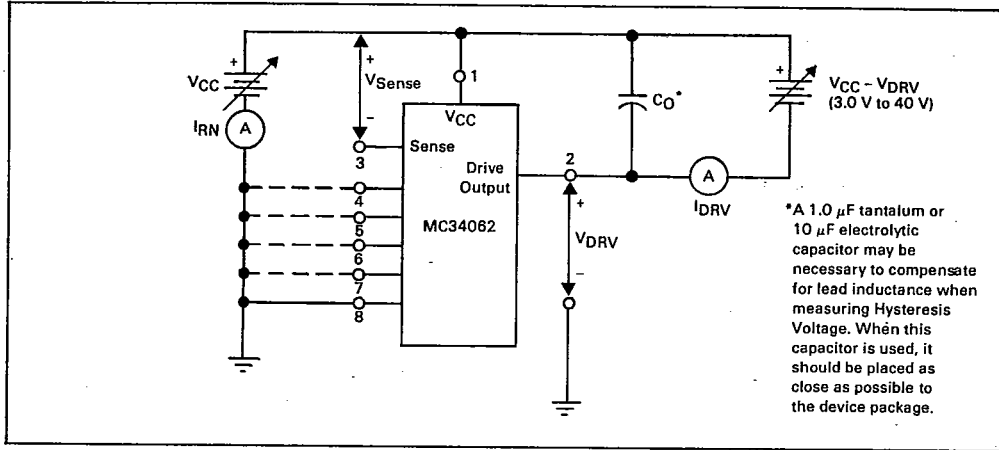 +
VCC
IRN
A
+
VSense
−
1
VCC
3
Sense
Drive
Output
MC34062
4
5
6
7
8
2
+
VDRV
−
CO*
A
IDRV
+
VCC − VDRV
(3.0 V to 40 V)
*A 1.0 μF tantalum or
10 μF electrolytic
capacitor may be
necessary to compensate
for lead inductance when
measuring Hysteresis
Voltage. When this
capacitor is used, it
should be placed as
close as possible to
the device package.